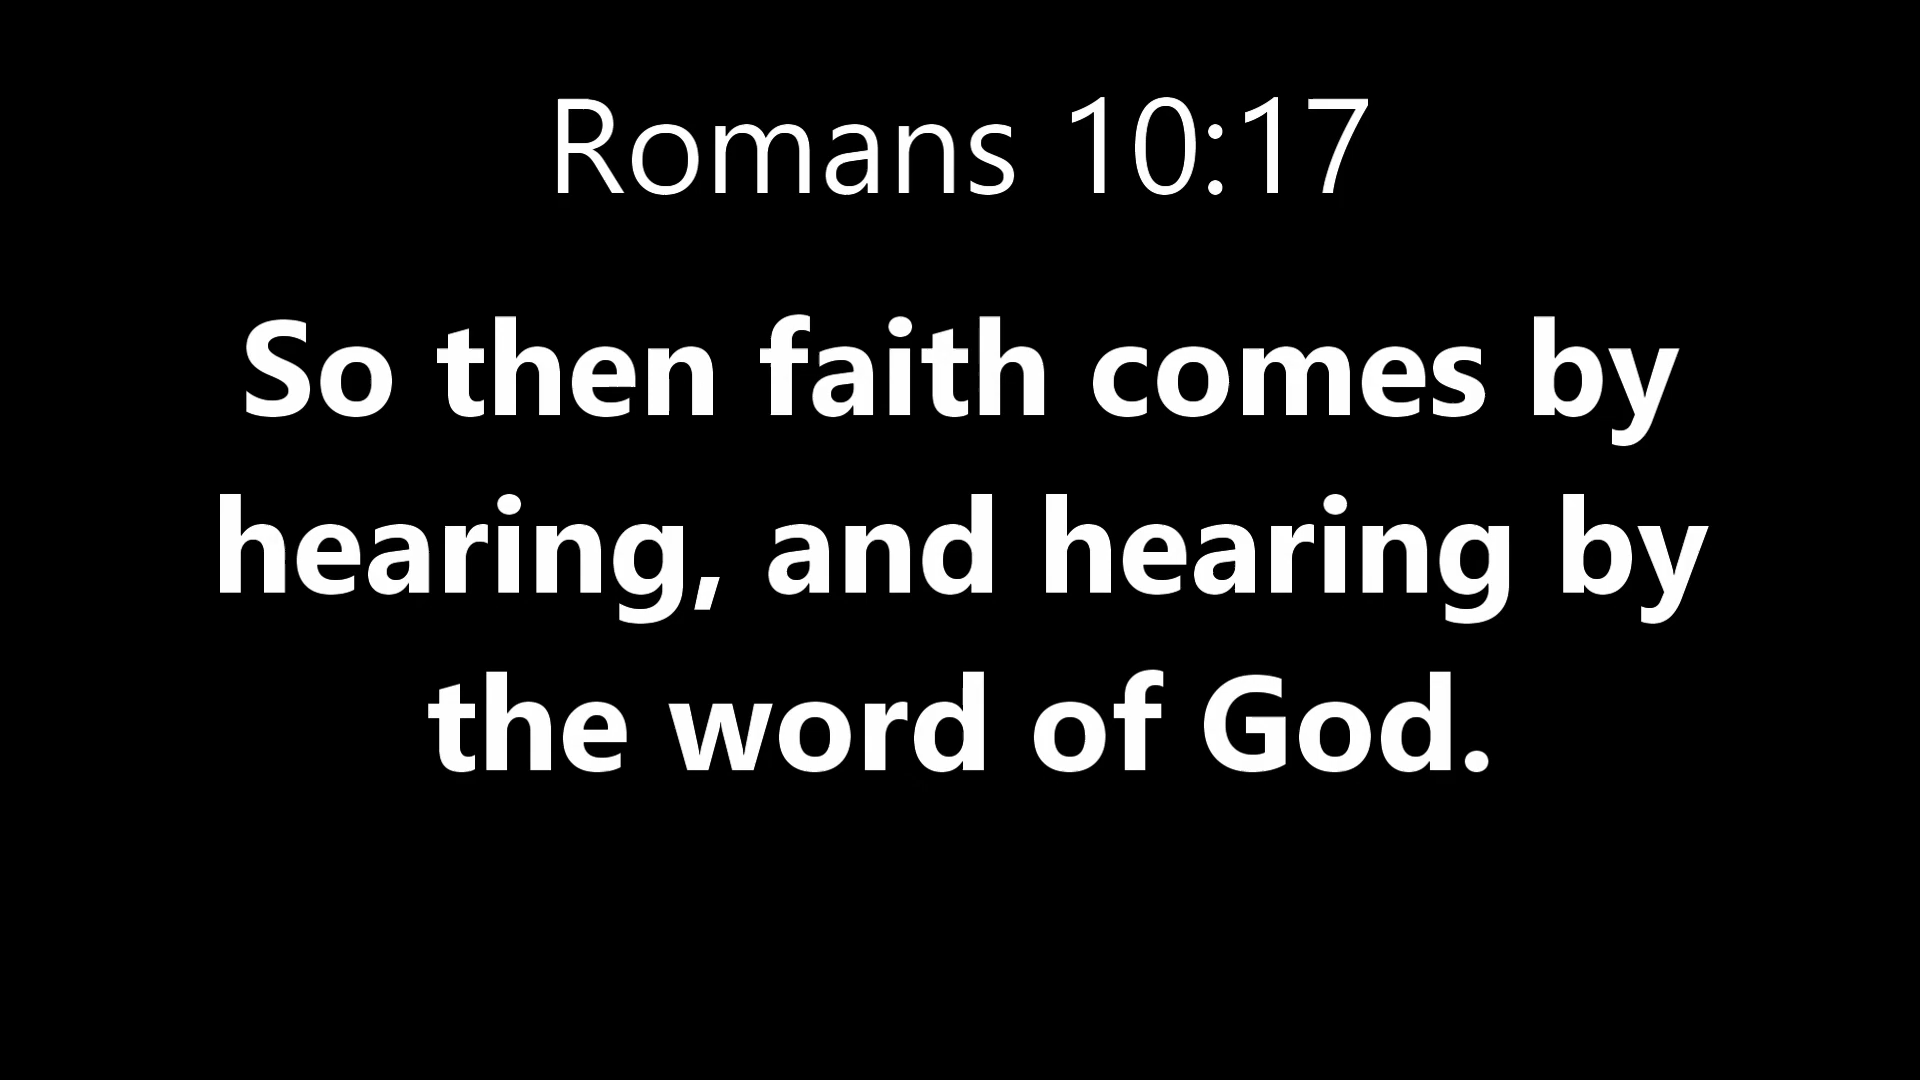 Romans 10:17
So then faith comes by
hearing, and hearing by
the word of God.